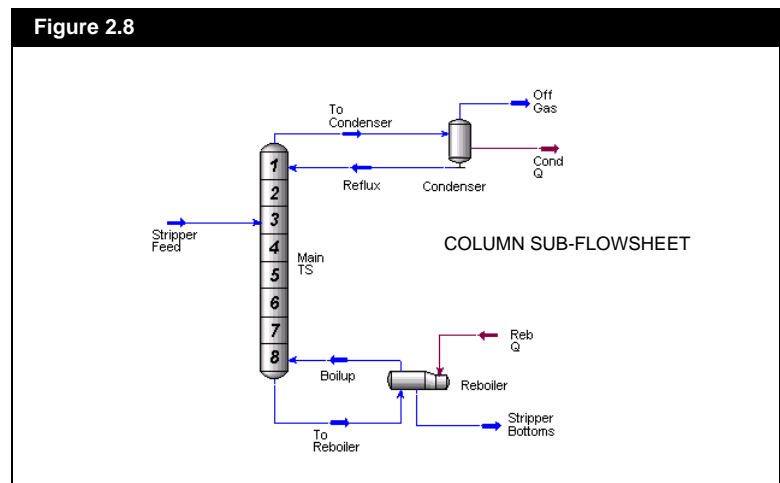 Figure 2.8
Off
Gas
To
Condenser
Cond
Q
Reflux
Condenser
1
2
3
4
5
6
7
8
Stripper
Feed
Main
TS
COLUMN SUB-FLOWSHEET
Reb
Q
Boilup
Reboiler
Stripper
Bottoms
To
Reboiler